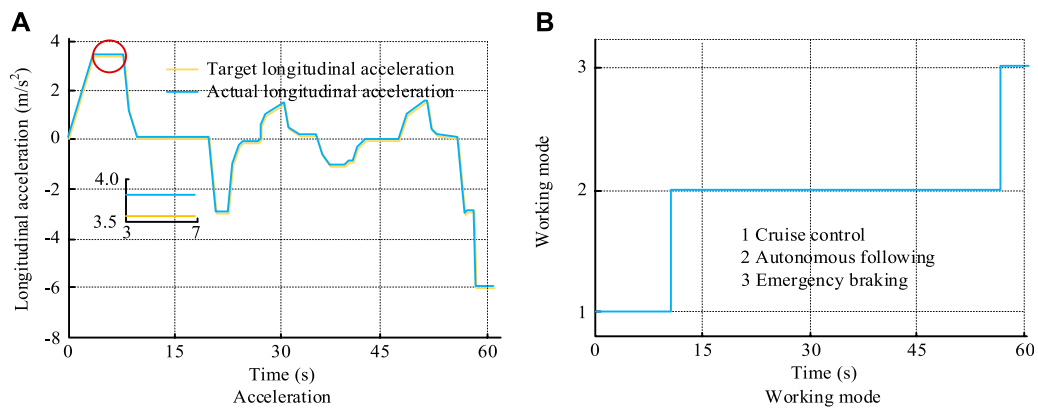 A
Longitudinal acceleration (m/s²)
4
2
0
-2
-4
-6
-8
Target longitudinal acceleration
Actual longitudinal acceleration
4.0
3.5
3 7
0 15 30 45 60
Time (s)
Acceleration
B
Working mode
3
2
1
1 Cruise control
2 Autonomous following
3 Emergency braking
0 15 30 45 60
Time (s)
Working mode